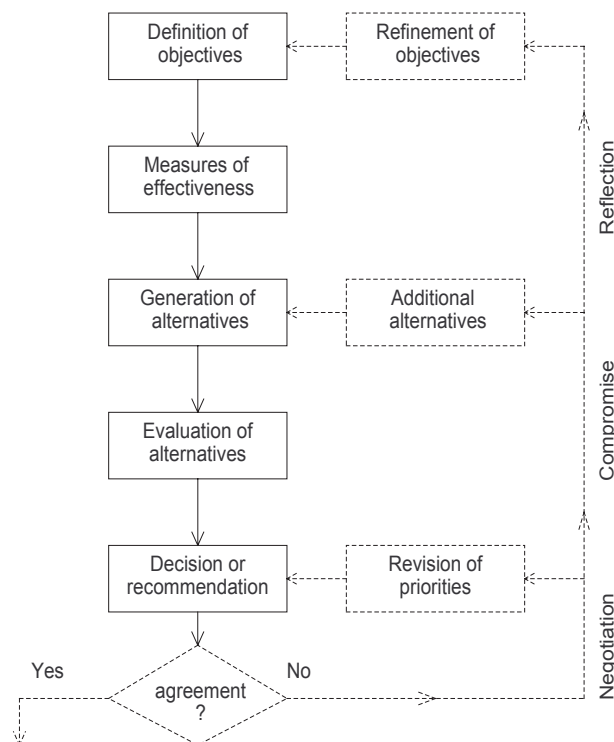 Definition of
objectives
Refinement of
objectives
Measures of
effectiveness
Reflection
Generation of
alternatives
Additional
alternatives
Compromise
Evaluation of
alternatives
Decision or
recommendation
Revision of
priorities
Negotiation
Yes
No
agreement
?